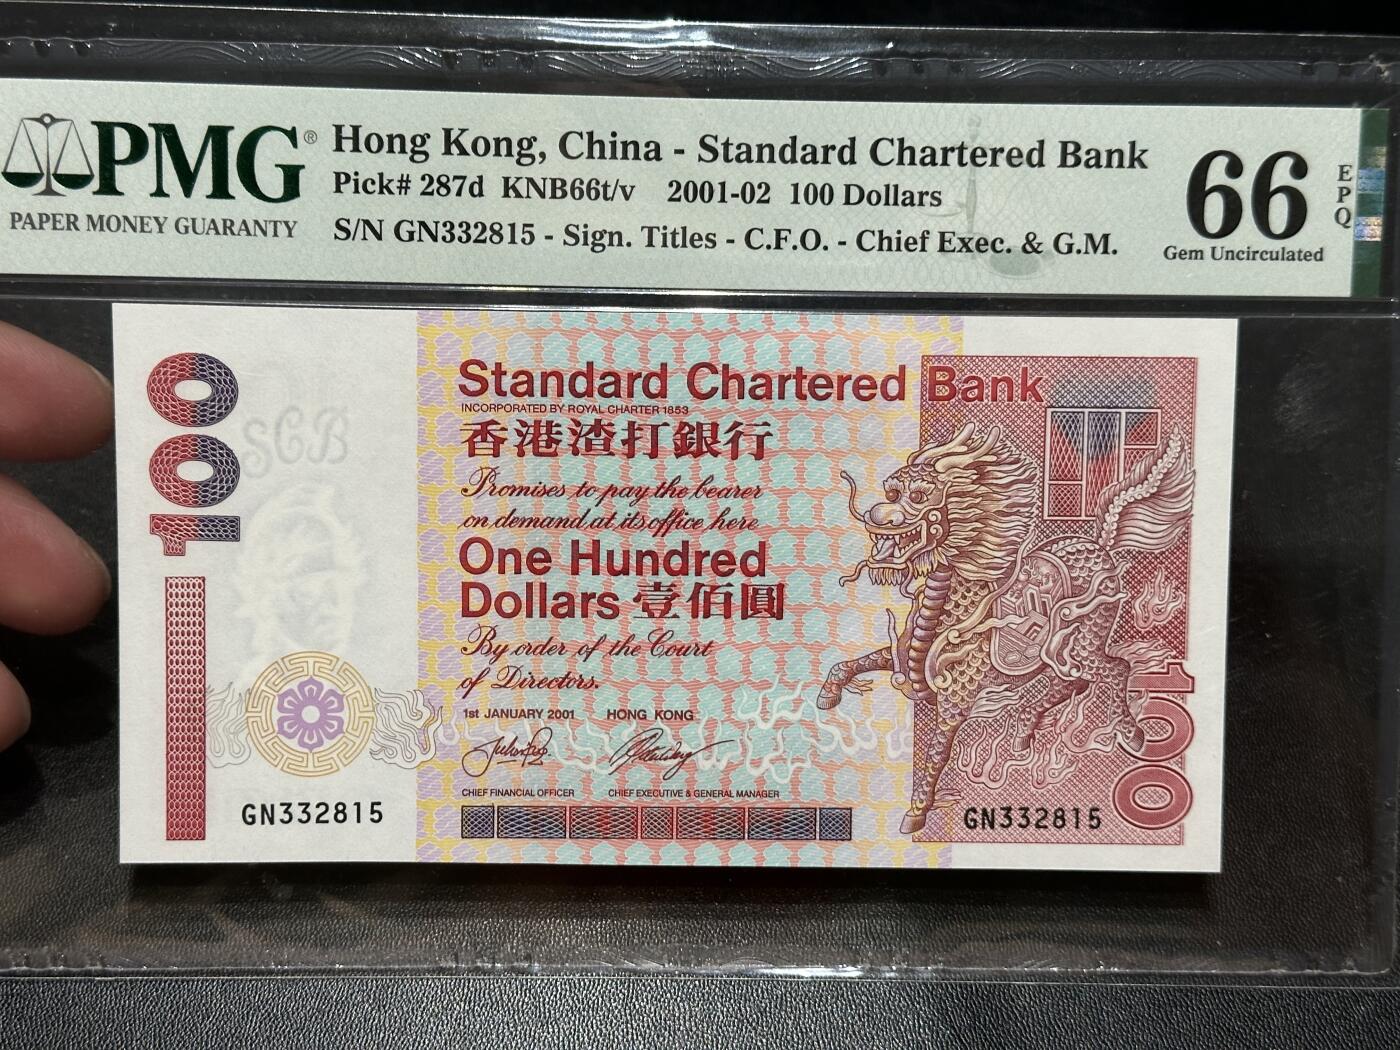 PMG®
PAPER MONEY GUARANTY
Hong Kong, China - Standard Chartered Bank
Pick# 287d KNB66t/v 2001-02 100 Dollars
S/N GN332815 - Sign. Titles - C.F.O. - Chief Exec. & G.M.
66
EPQ
Gem Uncirculated
100
SCB
Standard Chartered Bank
INCORPORATED BY ROYAL CHARTER 1853
香港渣打銀行
Promises to pay the bearer
on demand at its office here
One Hundred
Dollars 壹佰圓
By order of the Court
of Directors.
1st JANUARY 2001 HONG KONG
CHIEF FINANCIAL OFFICER CHIEF EXECUTIVE & GENERAL MANAGER
GN332815
GN332815
100